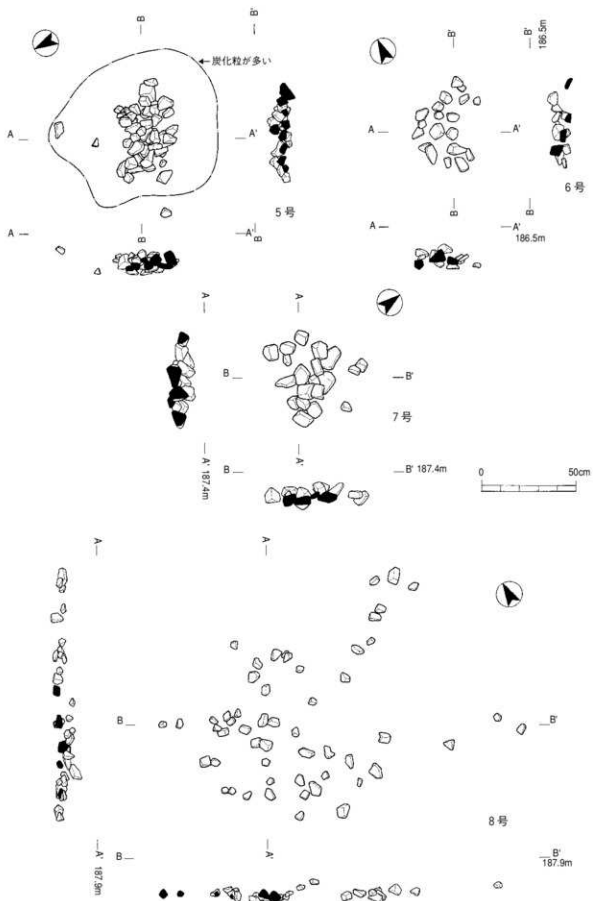 B
B'
B
B'
186.5m
←炭化粒が多い
A
A'
A
A'
6号
B
B'
5号
B
B
A
A'
B
A
A'
186.5m
A
A
B
B'
7号
A' 187.4m
B
A'
B' 187.4m
0 50cm
A
A
B
B'
8号
A' 187.9m
B
A'
B'
187.9m